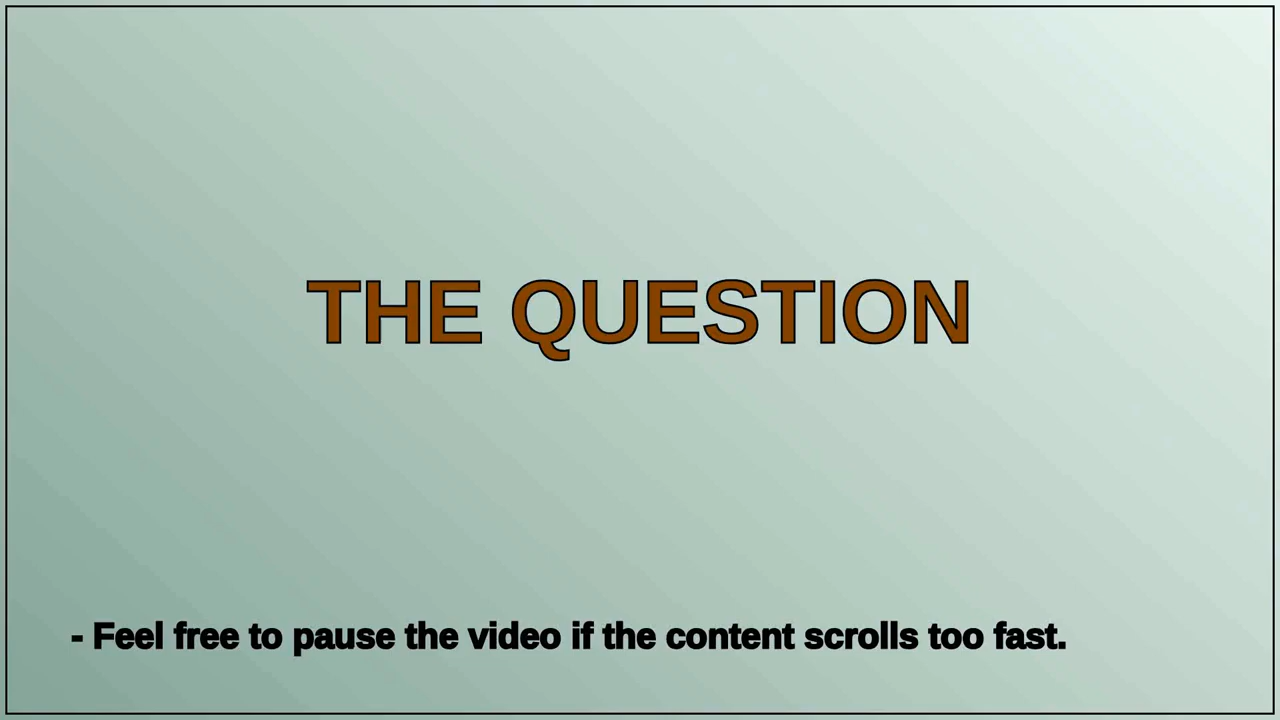 THE QUESTION
- Feel free to pause the video if the content scrolls too fast.